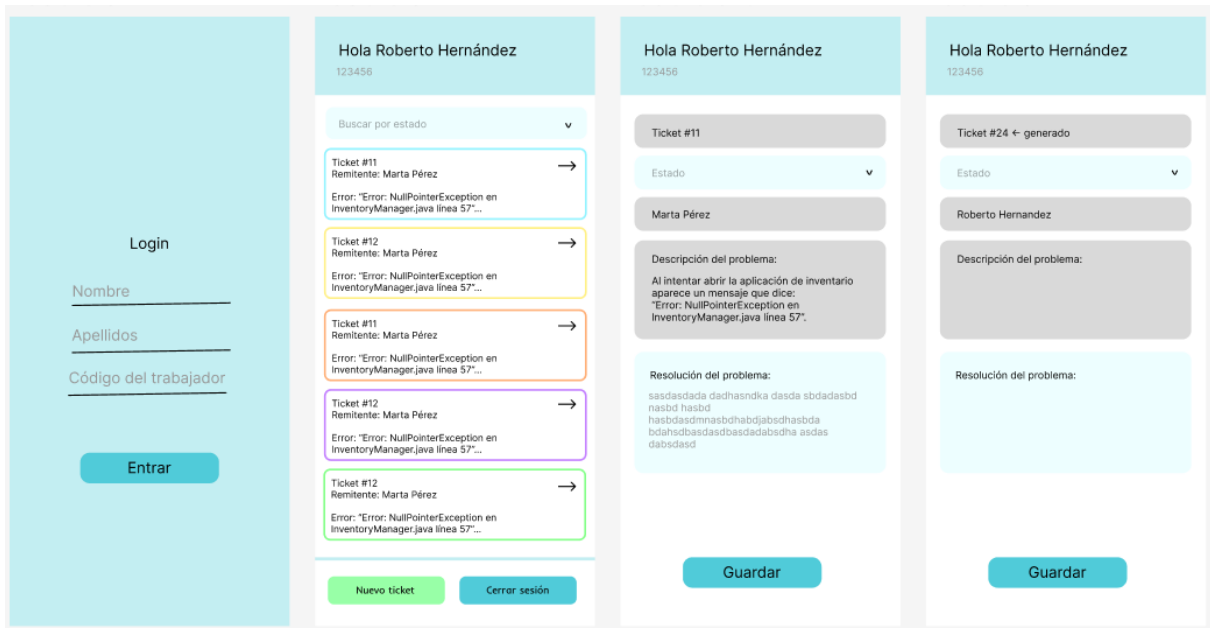 Login
Nombre
Apellidos
Código del trabajador
Entrar
Hola Roberto Hernández
123456
Buscar por estado
Ticket #11
Remitente: Marta Pérez
Error: "Error: NullPointerException en
InventoryManager.java línea 57"...
Ticket #12
Remitente: Marta Pérez
Error: "Error: NullPointerException en
InventoryManager.java línea 57"...
Ticket #11
Remitente: Marta Pérez
Error: "Error: NullPointerException en
InventoryManager.java línea 57"...
Ticket #12
Remitente: Marta Pérez
Error: "Error: NullPointerException en
InventoryManager.java línea 57"...
Ticket #12
Remitente: Marta Pérez
Error: "Error: NullPointerException en
InventoryManager.java línea 57"...
Nuevo ticket
Cerrar sesión
Hola Roberto Hernández
123456
Ticket #11
Estado
Marta Pérez
Descripción del problema:
Al intentar abrir la aplicación de inventario
aparece un mensaje que dice:
"Error: NullPointerException en
InventoryManager.java línea 57".
Resolución del problema:
sasdasdada dadhasndka dasda sbdadasbd
nasbd hasbd
hasbdasdmnasbdhabdjabsdhasbda
bdahsdbasdasdbasdadabsdha asdas
dabsdasd
Guardar
Hola Roberto Hernández
123456
Ticket #24 ← generado
Estado
Roberto Hernandez
Descripción del problema:
Resolución del problema:
Guardar